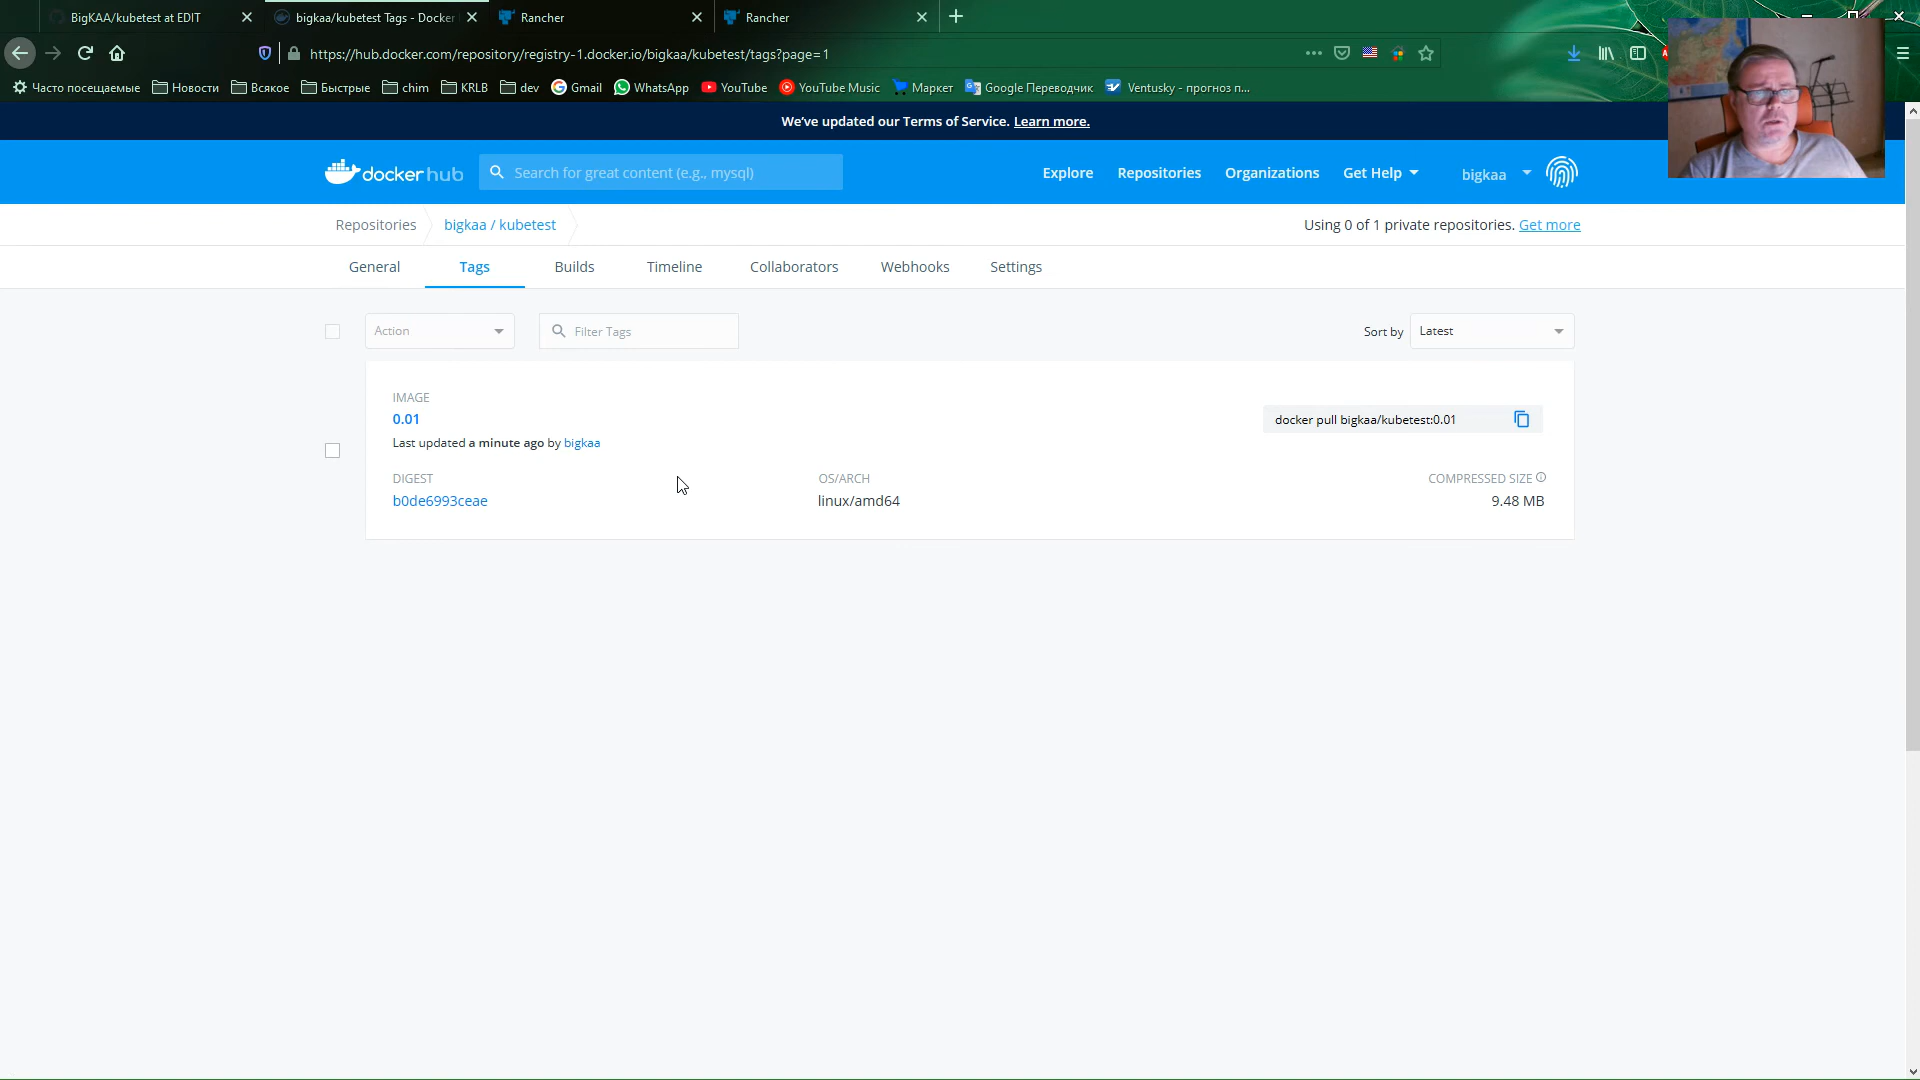 BigKAA/kubetest at EDIT
bigkaa/kubetest Tags - Docker
Rancher
Rancher
https://hub.docker.com/repository/registry-1.docker.io/bigkaa/kubetest/tags?page=1
Часто посещаемые
Новости
Всякое
Быстрые
chim
KRLB
dev
Gmail
WhatsApp
YouTube
YouTube Music
Маркет
Google Переводчик
Ventusky - прогноз п...
We've updated our Terms of Service. Learn more.
docker hub
Search for great content (e.g., mysql)
Explore
Repositories
Organizations
Get Help
bigkaa
Repositories
bigkaa / kubetest
Using 0 of 1 private repositories. Get more
General
Tags
Builds
Timeline
Collaborators
Webhooks
Settings
Action
Filter Tags
Sort by
Latest
IMAGE
0.01
Last updated a minute ago by bigkaa
docker pull bigkaa/kubetest:0.01
DIGEST
b0de6993ceae
OS/ARCH
linux/amd64
COMPRESSED SIZE
9.48 MB